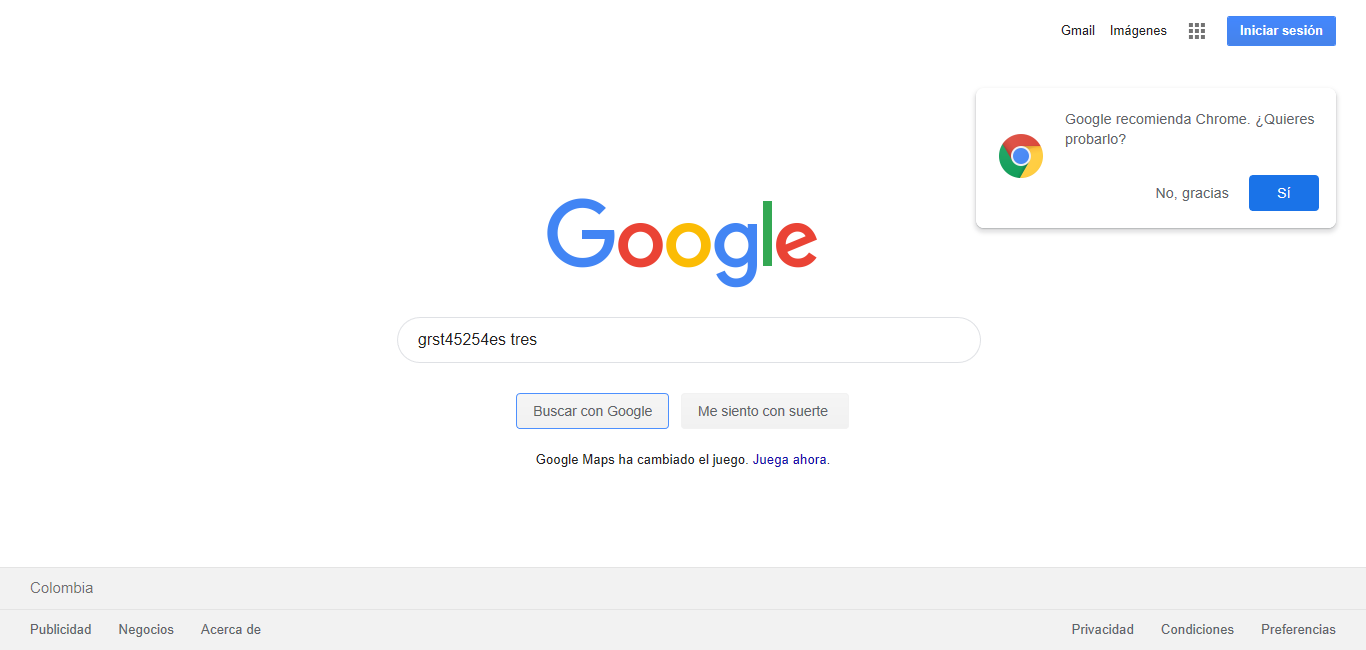 Gmail Imágenes Iniciar sesión
Google recomienda Chrome. ¿Quieres
probarlo?
No, gracias Sí
Google
grst45254es tres
Buscar con Google Me siento con suerte
Google Maps ha cambiado el juego. Juega ahora.
Colombia
Publicidad Negocios Acerca de Privacidad Condiciones Preferencias